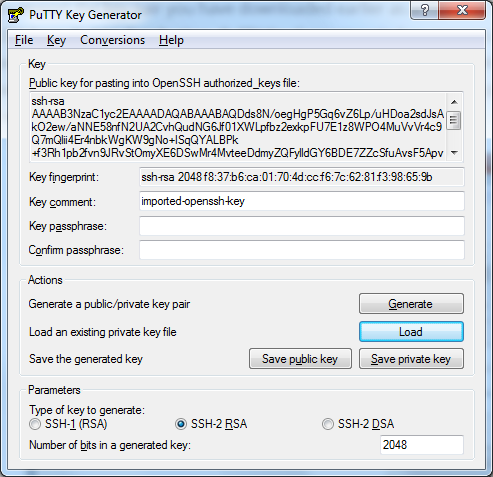 PuTTY Key Generator
File Key Conversions Help
Key
Public key for pasting into OpenSSH authorized_keys file:
ssh-rsa
AAAAB3NzaC1yc2EAAAADAQABAAABAQDds8N/oegHgP5Gq6vZ6Lp/uHDoa2sdJsA
kO2ew/aNNE58nfN2UA2CvhQudNG6Jf01XWLpfbz2exkpFU7E1z8WPO4MuVvVr4c9
Q7mQlii4Er4nbkWgKW9gNo+ISqQYALBPk
+f3Rh1pb2fvn9JRvStOmyXE6DSwMr4MvteeDdmyZQFylldGY6BDE7ZZcSfuAvsF5Apv
Key fingerprint: ssh-rsa 2048 f8:37:b6:ca:01:70:4d:cc:f6:7c:62:81:f3:98:65:9b
Key comment: imported-openssh-key
Key passphrase:
Confirm passphrase:
Actions
Generate a public/private key pair Generate
Load an existing private key file Load
Save the generated key Save public key Save private key
Parameters
Type of key to generate:
SSH-1 (RSA) SSH-2 RSA SSH-2 DSA
Number of bits in a generated key: 2048